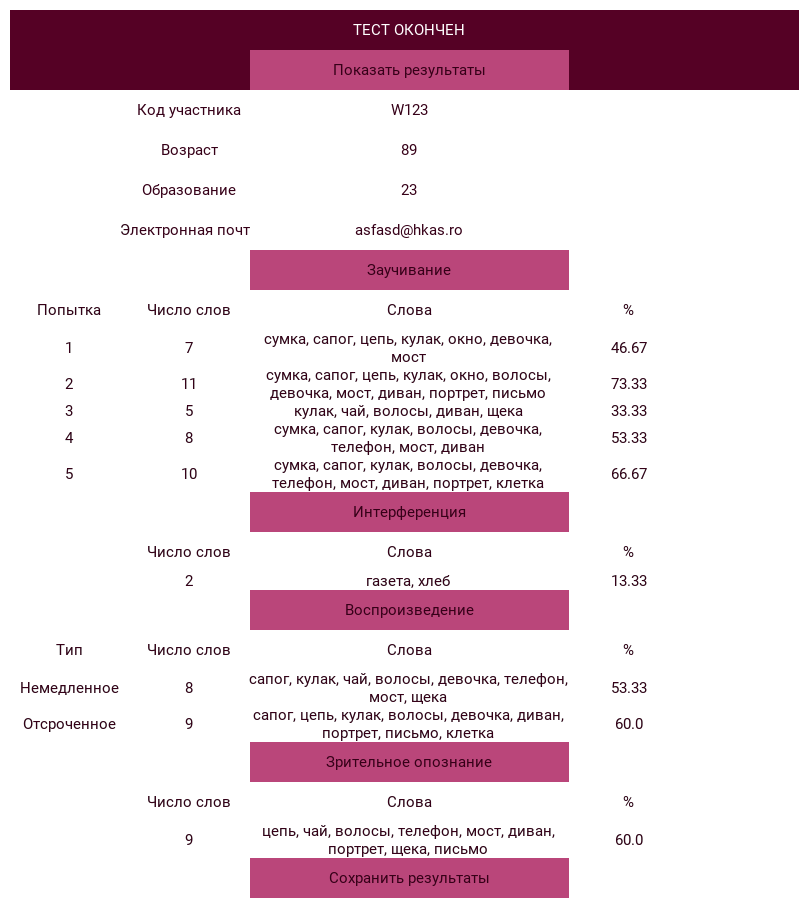 ТЕСТ ОКОНЧЕН
Показать результаты
Код участника W123
Возраст 89
Образование 23
Электронная почт asfasd@hkas.ro
Заучивание
Попытка Число слов Слова %
1 7 сумка, сапог, цепь, кулак, окно, девочка, 46.67
мост
2 11 сумка, сапог, цепь, кулак, окно, волосы, 73.33
девочка, мост, диван, портрет, письмо
3 5 кулак, чай, волосы, диван, щека 33.33
4 8 сумка, сапог, кулак, волосы, девочка, 53.33
телефон, мост, диван
5 10 сумка, сапог, кулак, волосы, девочка, 66.67
телефон, мост, диван, портрет, клетка
Интерференция
Число слов Слова %
2 газета, хлеб 13.33
Воспроизведение
Тип Число слов Слова %
Немедленное 8 сапог, кулак, чай, волосы, девочка, телефон, 53.33
мост, щека
Отсроченное 9 сапог, цепь, кулак, волосы, девочка, диван, 60.0
портрет, письмо, клетка
Зрительное опознание
Число слов Слова %
9 цепь, чай, волосы, телефон, мост, диван, 60.0
портрет, щека, письмо
Сохранить результаты